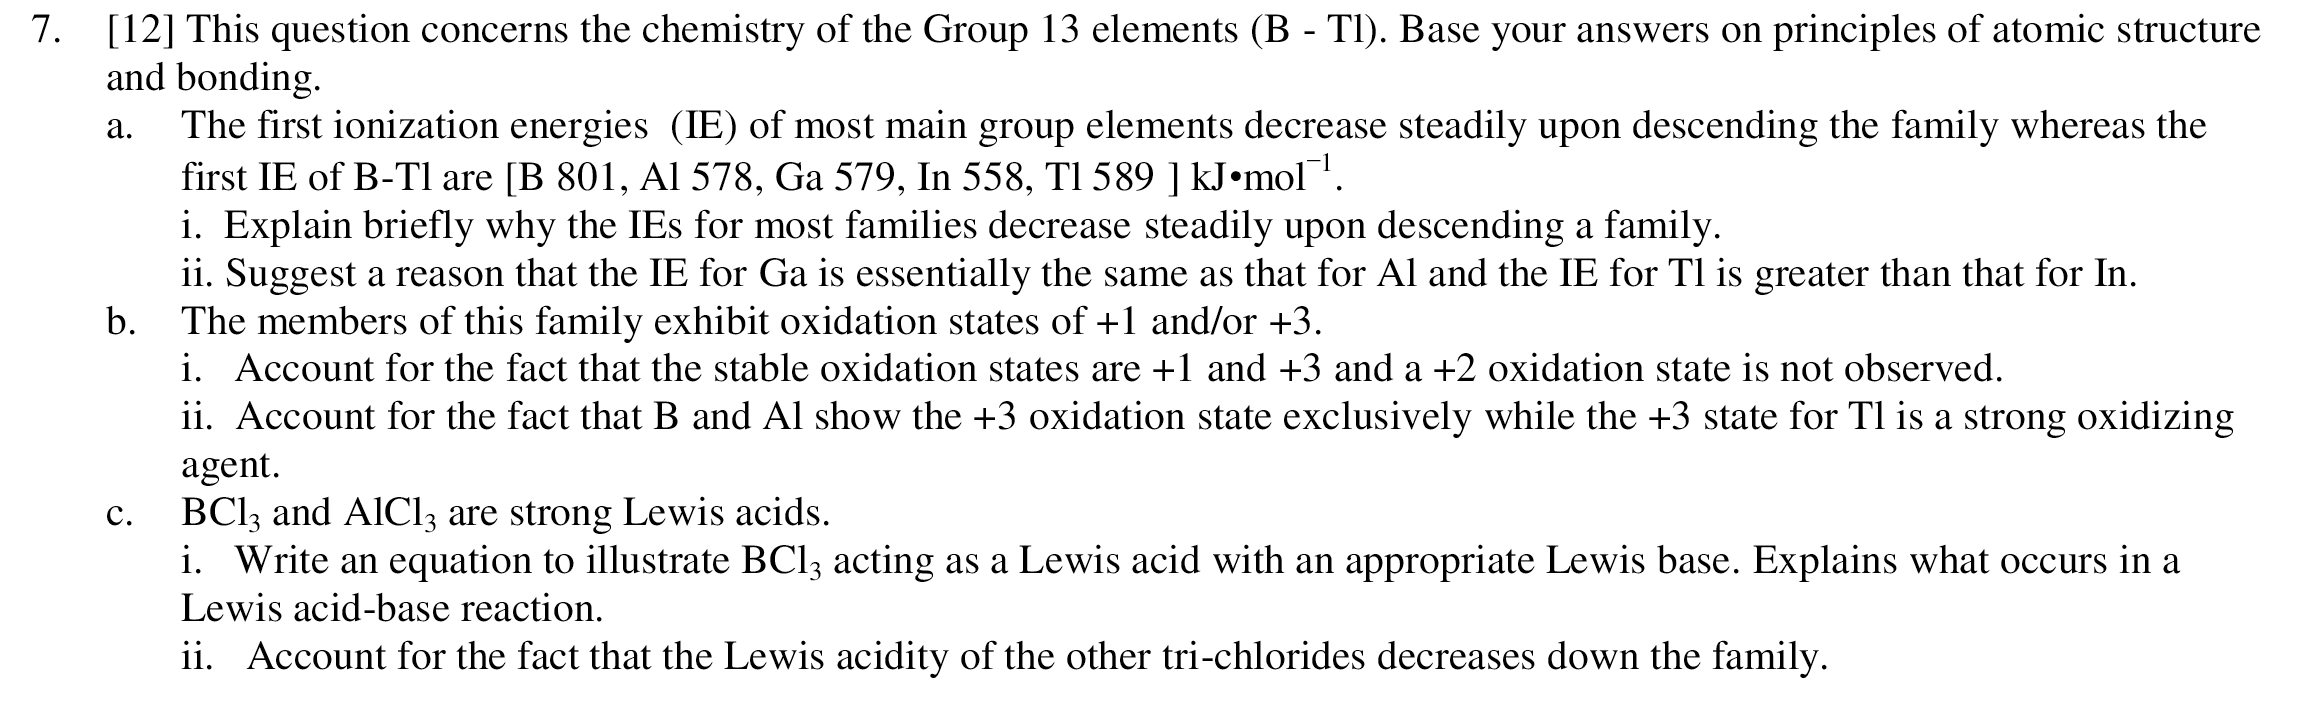 7. [12] This question concerns the chemistry of the Group 13 elements (B - Tl). Base your answers on principles of atomic structure
and bonding.
a. The first ionization energies (IE) of most main group elements decrease steadily upon descending the family whereas the
first IE of B-Tl are [B 801, Al 578, Ga 579, In 558, Tl 589 ] kJ•mol⁻¹.
i. Explain briefly why the IEs for most families decrease steadily upon descending a family.
ii. Suggest a reason that the IE for Ga is essentially the same as that for Al and the IE for Tl is greater than that for In.
b. The members of this family exhibit oxidation states of +1 and/or +3.
i. Account for the fact that the stable oxidation states are +1 and +3 and a +2 oxidation state is not observed.
ii. Account for the fact that B and Al show the +3 oxidation state exclusively while the +3 state for Tl is a strong oxidizing
agent.
c. BCl₃ and AlCl₃ are strong Lewis acids.
i. Write an equation to illustrate BCl₃ acting as a Lewis acid with an appropriate Lewis base. Explains what occurs in a
Lewis acid-base reaction.
ii. Account for the fact that the Lewis acidity of the other tri-chlorides decreases down the family.